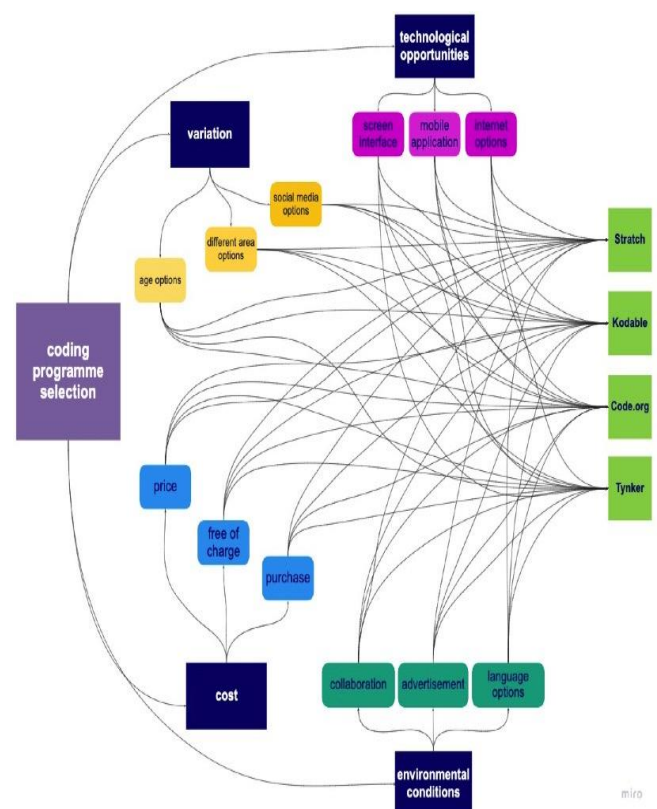 technological
opportunities
screen
interface
mobile
application
internet
options
variation
social media
options
different area
options
age options
Stratch
Kodable
Code.org
Tynker
coding
programme
selection
price
free of
charge
purchase
cost
collaboration
advertisement
language
options
environmental
conditions
miro